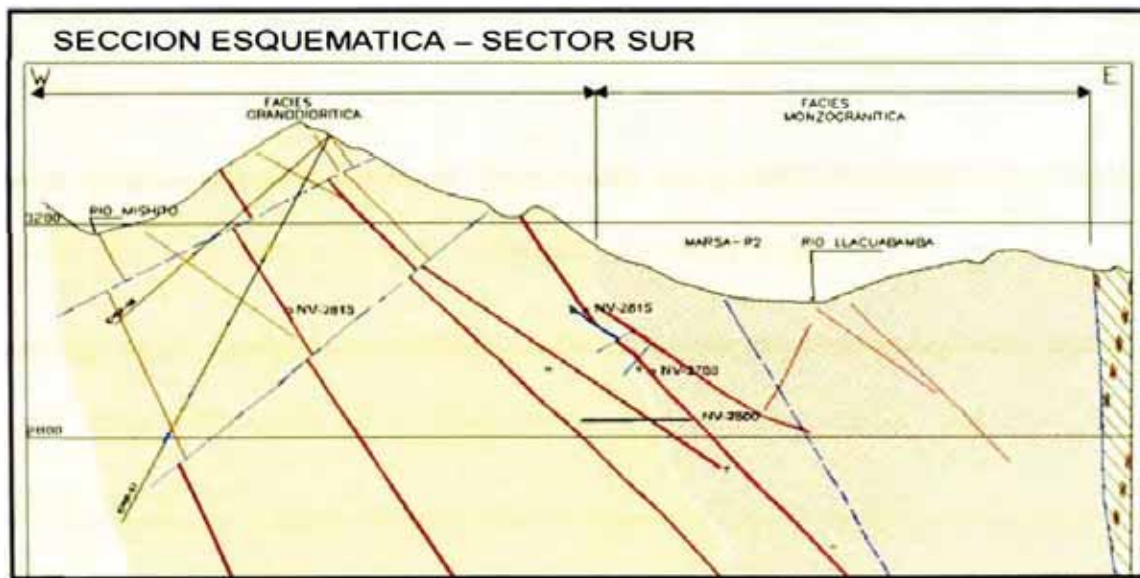 SECCION ESQUEMATICA – SECTOR SUR
W
E
FACIES
GRANODIORITICA
FACIES
MONZOGRANITICA
3200
RIO MISHITO
MARSA-P2
RIO LLACUABAMBA
NV-2815
NV-2815
NV-2700
NV-2600
2800